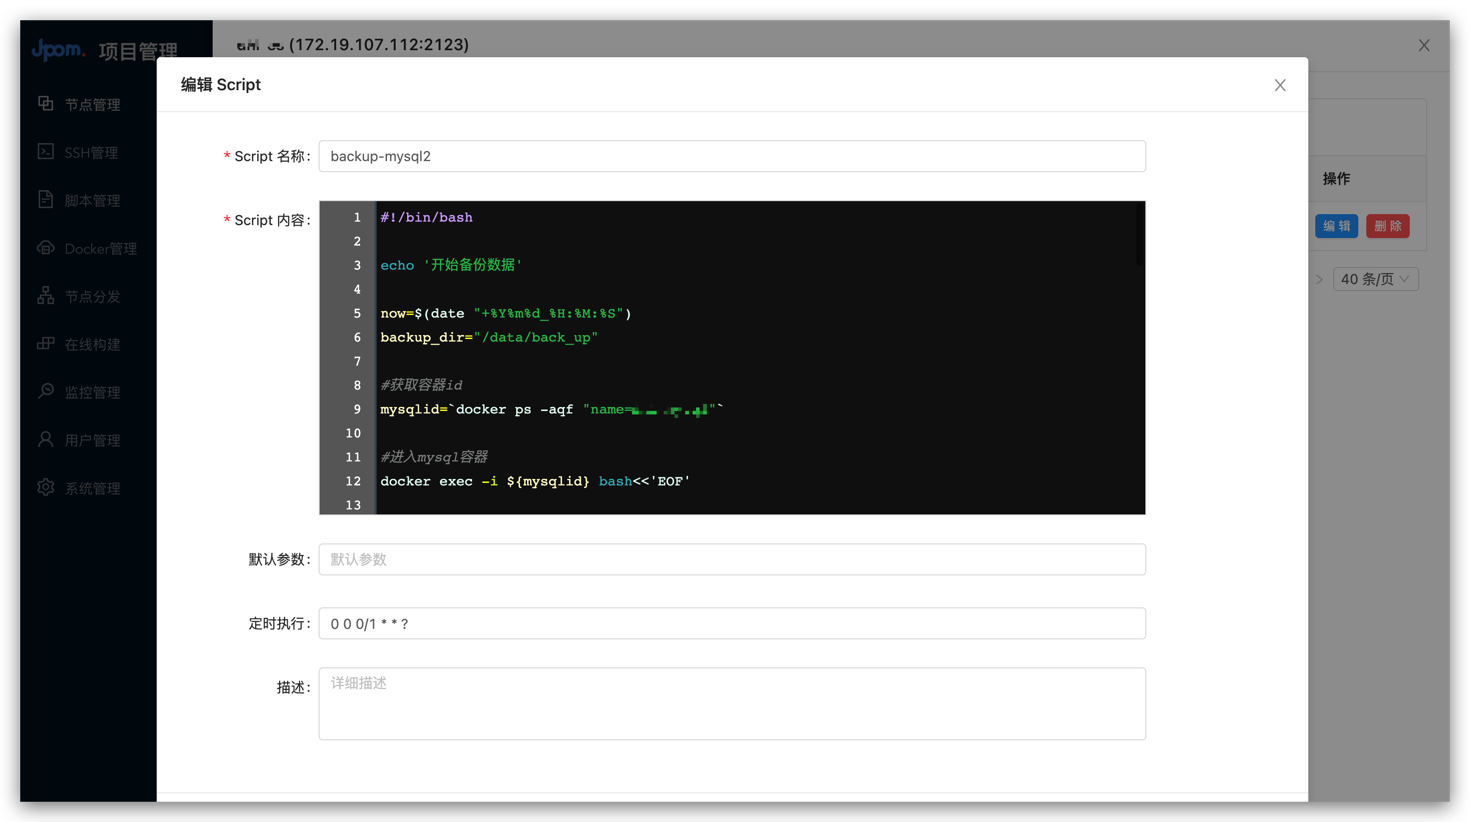 Jpom. 项目管理
(172.19.107.112:2123)
节点管理
SSH管理
脚本管理
Docker管理
节点分发
在线构建
监控管理
用户管理
系统管理
编辑 Script
* Script 名称:
backup-mysql2
* Script 内容:
1 #!/bin/bash
2
3 echo '开始备份数据'
4
5 now=$(date "+%Y%m%d_%H:%M:%S")
6 backup_dir="/data/back_up"
7
8 #获取容器id
9 mysqlid=`docker ps -aqf "name="`
10
11 #进入mysql容器
12 docker exec -i ${mysqlid} bash<<'EOF'
13
默认参数:
默认参数
定时执行:
0 0 0/1 * * ?
描述:
详细描述
操作
编 辑
删 除
40 条/页